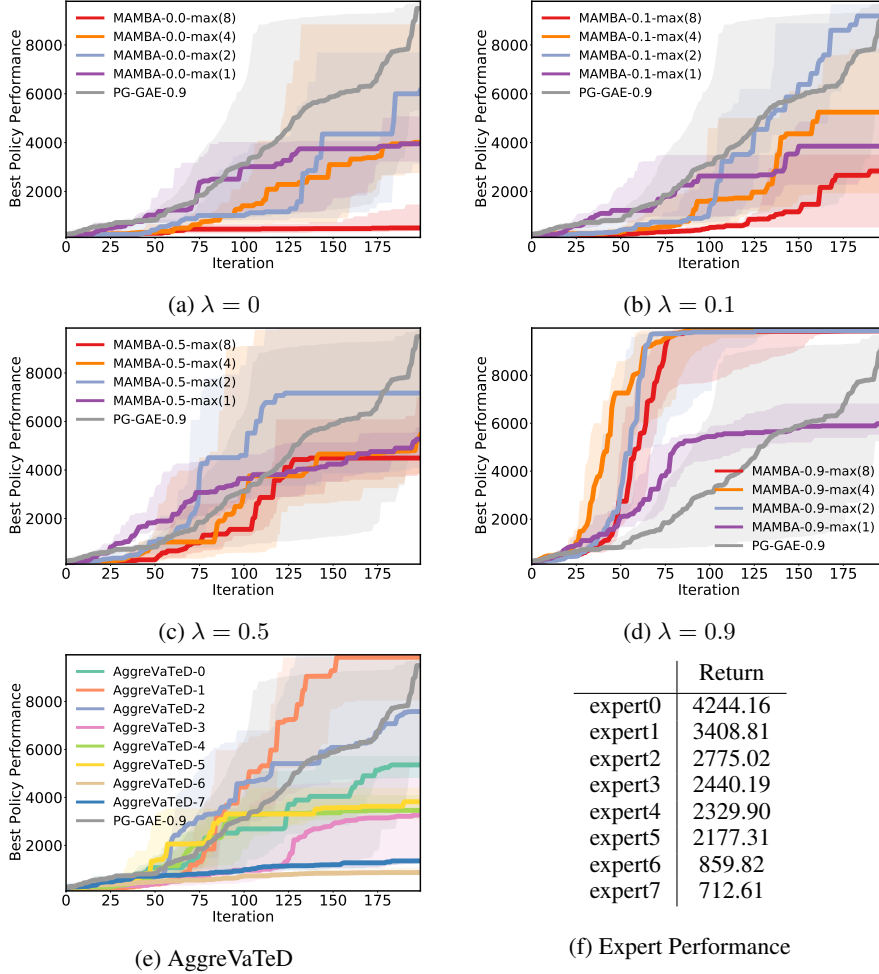 MAMBA-0.0-max(8)
MAMBA-0.0-max(4)
MAMBA-0.0-max(2)
MAMBA-0.0-max(1)
PG-GAE-0.9
Best Policy Performance
8000
6000
4000
2000
0 25 50 75 100 125 150 175
Iteration
(a) λ = 0
MAMBA-0.1-max(8)
MAMBA-0.1-max(4)
MAMBA-0.1-max(2)
MAMBA-0.1-max(1)
PG-GAE-0.9
Best Policy Performance
8000
6000
4000
2000
0 25 50 75 100 125 150 175
Iteration
(b) λ = 0.1
MAMBA-0.5-max(8)
MAMBA-0.5-max(4)
MAMBA-0.5-max(2)
MAMBA-0.5-max(1)
PG-GAE-0.9
Best Policy Performance
8000
6000
4000
2000
0 25 50 75 100 125 150 175
Iteration
(c) λ = 0.5
Best Policy Performance
8000
6000
4000
2000
MAMBA-0.9-max(8)
MAMBA-0.9-max(4)
MAMBA-0.9-max(2)
MAMBA-0.9-max(1)
PG-GAE-0.9
0 25 50 75 100 125 150 175
Iteration
(d) λ = 0.9
AggreVaTeD-0
AggreVaTeD-1
AggreVaTeD-2
AggreVaTeD-3
AggreVaTeD-4
AggreVaTeD-5
AggreVaTeD-6
AggreVaTeD-7
PG-GAE-0.9
Best Policy Performance
8000
6000
4000
2000
0 25 50 75 100 125 150 175
Iteration
(e) AggreVaTeD
Return
expert0 4244.16
expert1 3408.81
expert2 2775.02
expert3 2440.19
expert4 2329.90
expert5 2177.31
expert6 859.82
expert7 712.61
(f) Expert Performance